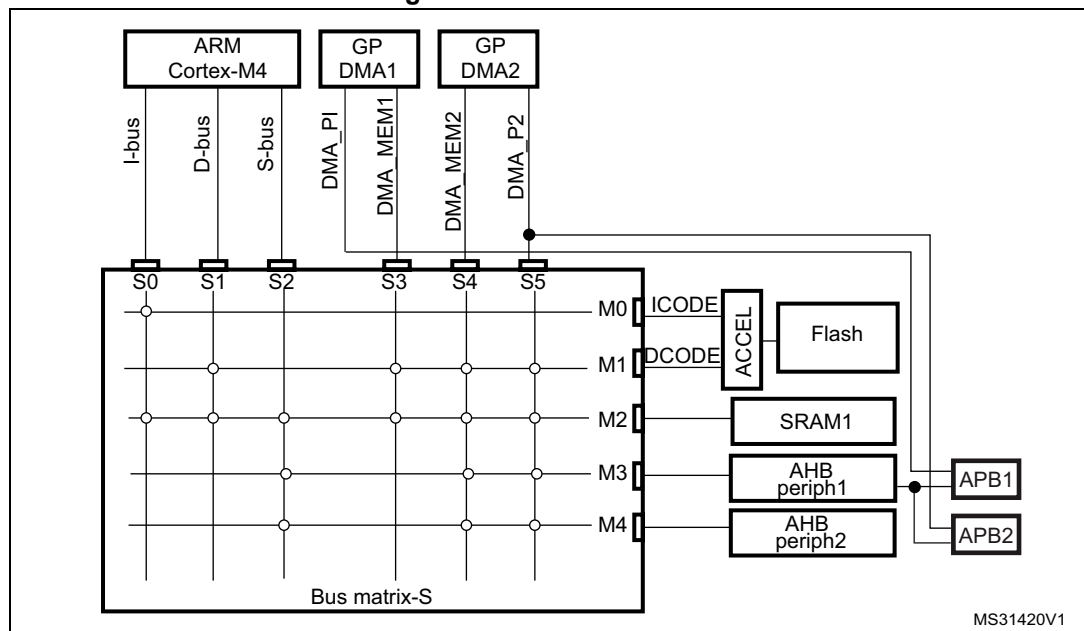 ARM
Cortex-M4
GP
DMA1
GP
DMA2
I-bus
D-bus
S-bus
DMA_PI
DMA_MEM1
DMA_MEM2
DMA_P2
S0
S1
S2
S3
S4
S5
M0
ICODE
M1
DCODE
ACCEL
Flash
M2
SRAM1
M3
AHB
periph1
APB1
M4
AHB
periph2
APB2
Bus matrix-S
MS31420V1